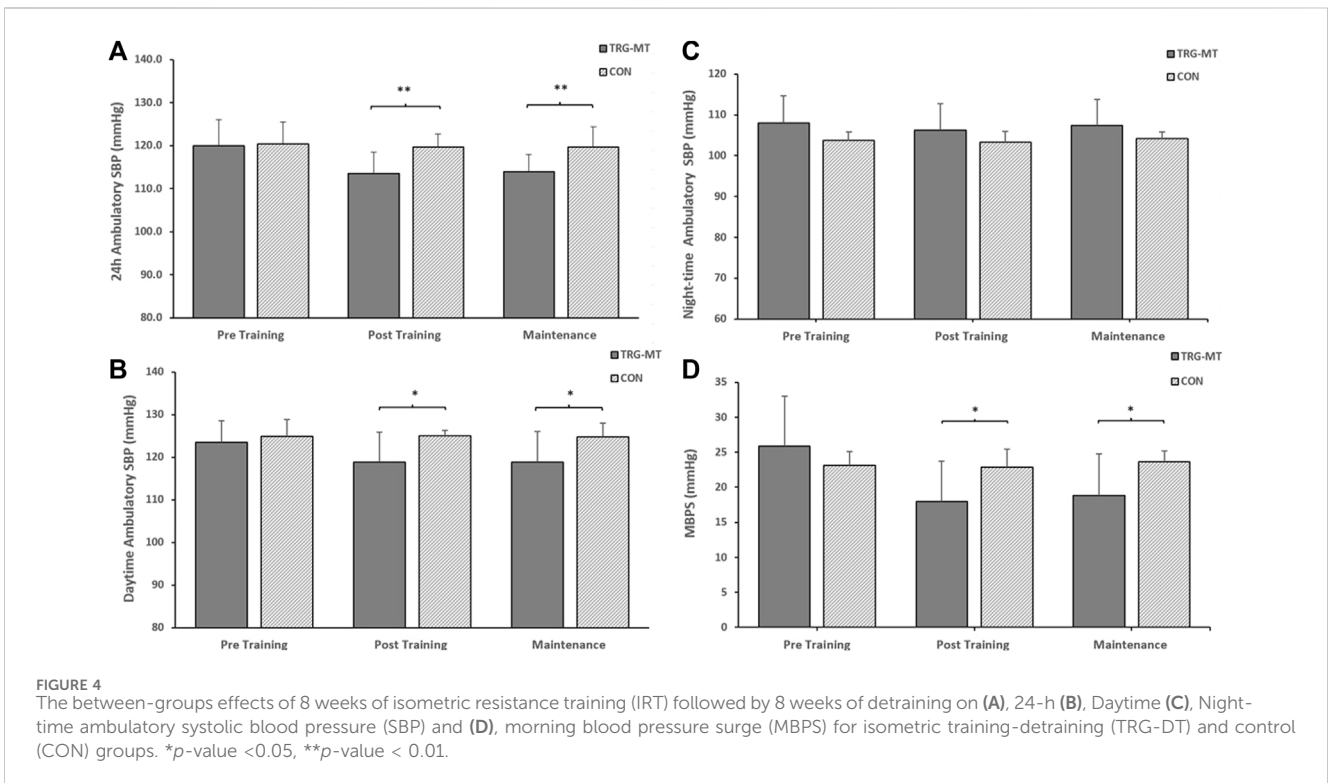 A
TRG-MT
CON
24h Ambulatory SBP (mmHg)
140.0
130.0
120.0
110.0
100.0
90.0
80.0
**
**
Pre Training
Post Training
Maintenance
B
TRG-MT
CON
Daytime Ambulatory SBP (mmHg)
140
130
120
110
100
90
80
*
*
Pre Training
Post Training
Maintenance
C
TRG-MT
CON
Night-time Ambulatory SBP (mmHg)
120
110
100
90
80
70
60
Pre Training
Post Training
Maintenance
D
TRG-MT
CON
MBPS (mmHg)
35
30
25
20
15
10
5
0
*
*
Pre Training
Post Training
Maintenance
FIGURE 4
The between-groups effects of 8 weeks of isometric resistance training (IRT) followed by 8 weeks of detraining on (A), 24-h (B), Daytime (C), Night-
time ambulatory systolic blood pressure (SBP) and (D), morning blood pressure surge (MBPS) for isometric training-detraining (TRG-DT) and control
(CON) groups. *p-value <0.05, **p-value < 0.01.